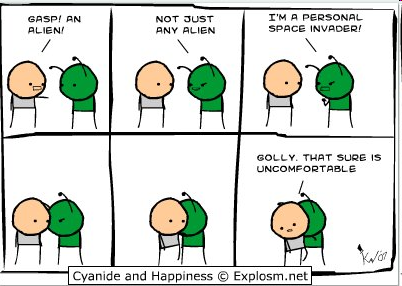 GASP! AN
ALIEN!
NOT JUST
ANY ALIEN
I'M A PERSONAL
SPACE INVADER!
GOLLY. THAT SURE IS
UNCOMFORTABLE
Cyanide and Happiness © Explosm.net